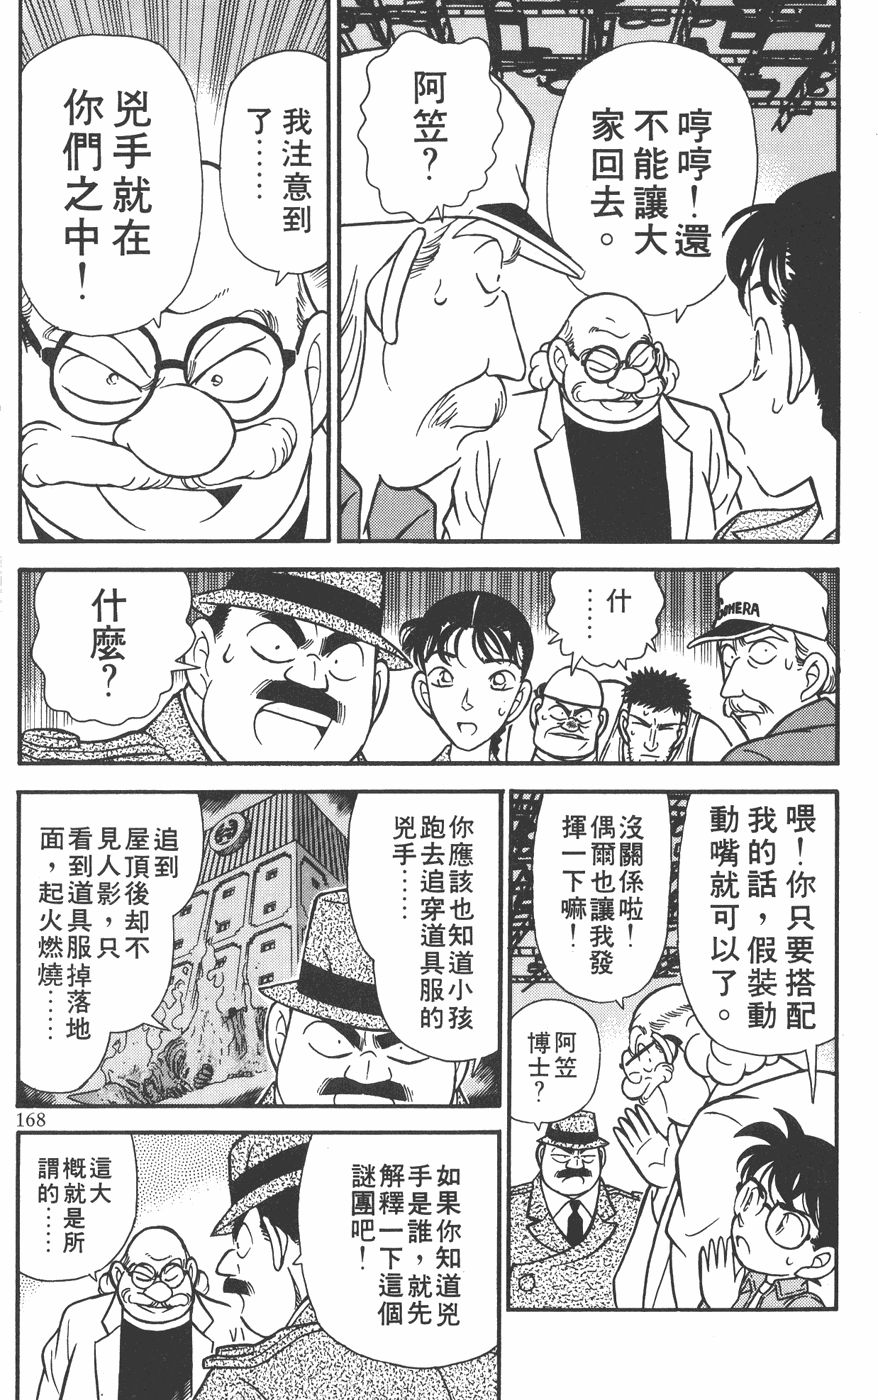 哼哼！還
不能讓大
家回去。
阿笠？
我注意到
了……
兇手就在
你們之中！
COHERA
什
……
什麼？
喂！你只要搭配
我的話，假裝動
動嘴就可以了。
沒關係啦！
偶爾也讓我發
揮一下嘛！
阿笠
博士？
你應該也知道小孩
跑去追穿道具服的
兇手……
追到
屋頂後却不
見人影，只
看到道具服掉落地
面，起火燃燒……
168
如果你知道兇
手是誰，就先
解釋一下這個
謎團吧！
這大
概就是所
謂的……